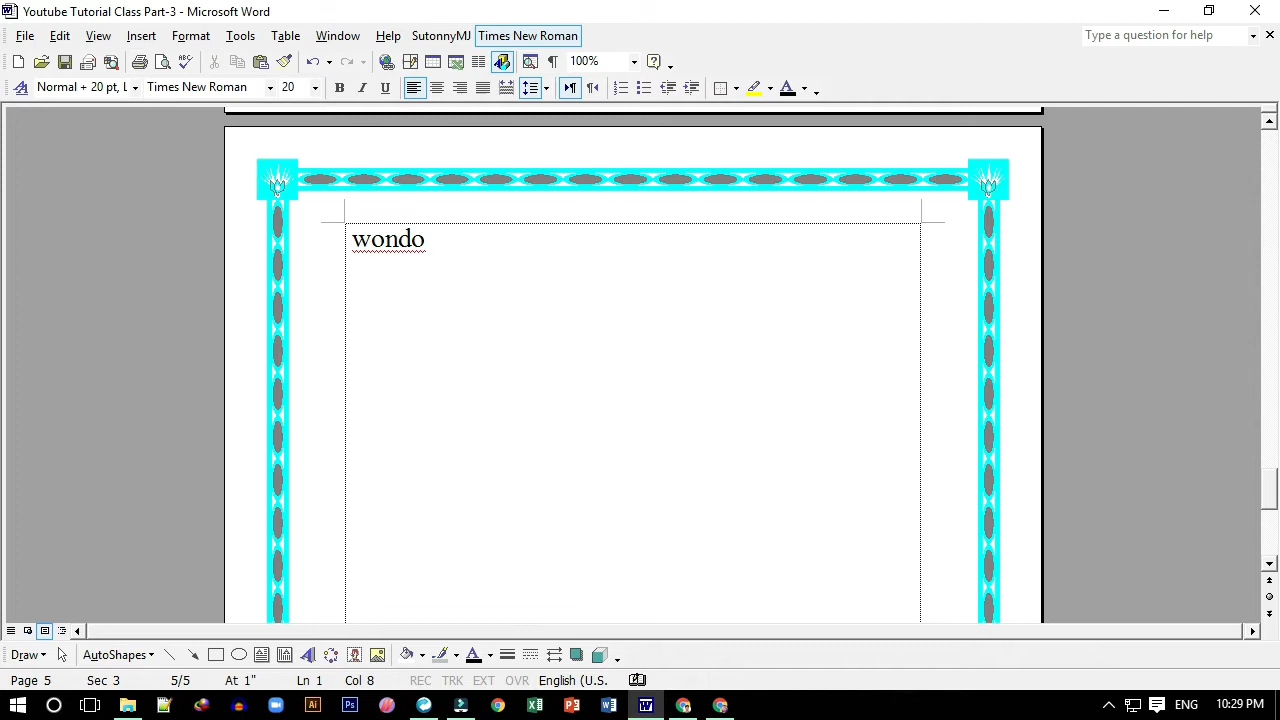 Youtube Tutorial Class Part-3 - Microsoft Word
File Edit View Insert Format Tools Table Window Help SutonnyMJ Times New Roman Type a question for help
100%
Normal + 20 pt, L Times New Roman 20 B I U
wondo
Draw AutoShapes
Page 5 Sec 3 5/5 At 1" Ln 1 Col 8 REC TRK EXT OVR English (U.S.
ENG 10:29 PM